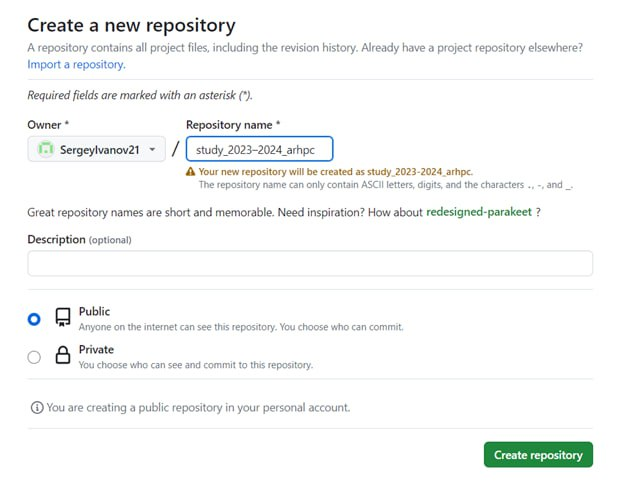 Create a new repository
A repository contains all project files, including the revision history. Already have a project repository elsewhere?
Import a repository.
Required fields are marked with an asterisk (*).
Owner * Repository name *
SergeyIvanov21 / study_2023–2024_arhpc
Your new repository will be created as study_2023-2024_arhpc.
The repository name can only contain ASCII letters, digits, and the characters ., -, and _.
Great repository names are short and memorable. Need inspiration? How about redesigned-parakeet ?
Description (optional)
Public
Anyone on the internet can see this repository. You choose who can commit.
Private
You choose who can see and commit to this repository.
You are creating a public repository in your personal account.
Create repository